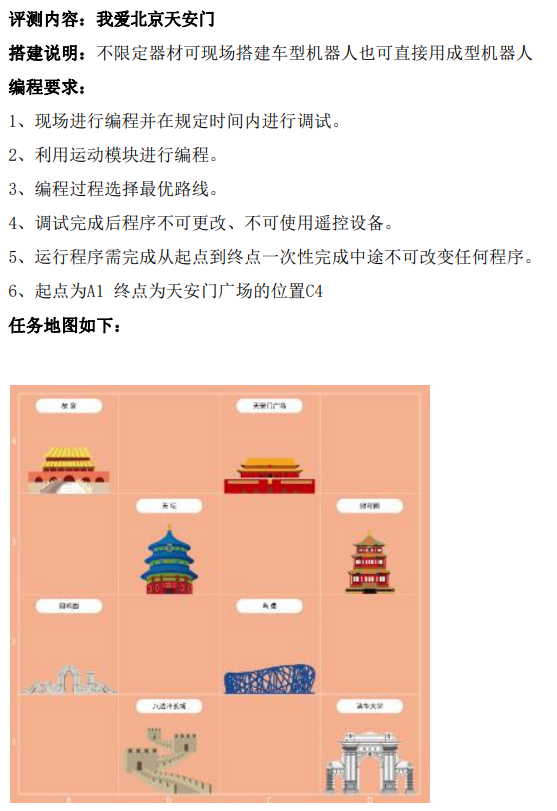 评测内容：我爱北京天安门
搭建说明：不限定器材可现场搭建车型机器人也可直接用成型机器人
编程要求：
1、现场进行编程并在规定时间内进行调试。
2、利用运动模块进行编程。
3、编程过程选择最优路线。
4、调试完成后程序不可更改、不可使用遥控设备。
5、运行程序需完成从起点到终点一次性完成中途不可改变任何程序。
6、起点为A1 终点为天安门广场的位置C4
任务地图如下：
故宫
天安门广场
4
天坛
颐和园
3
圆明园
鸟巢
2
八达岭长城
清华大学
1
A
B
C
D